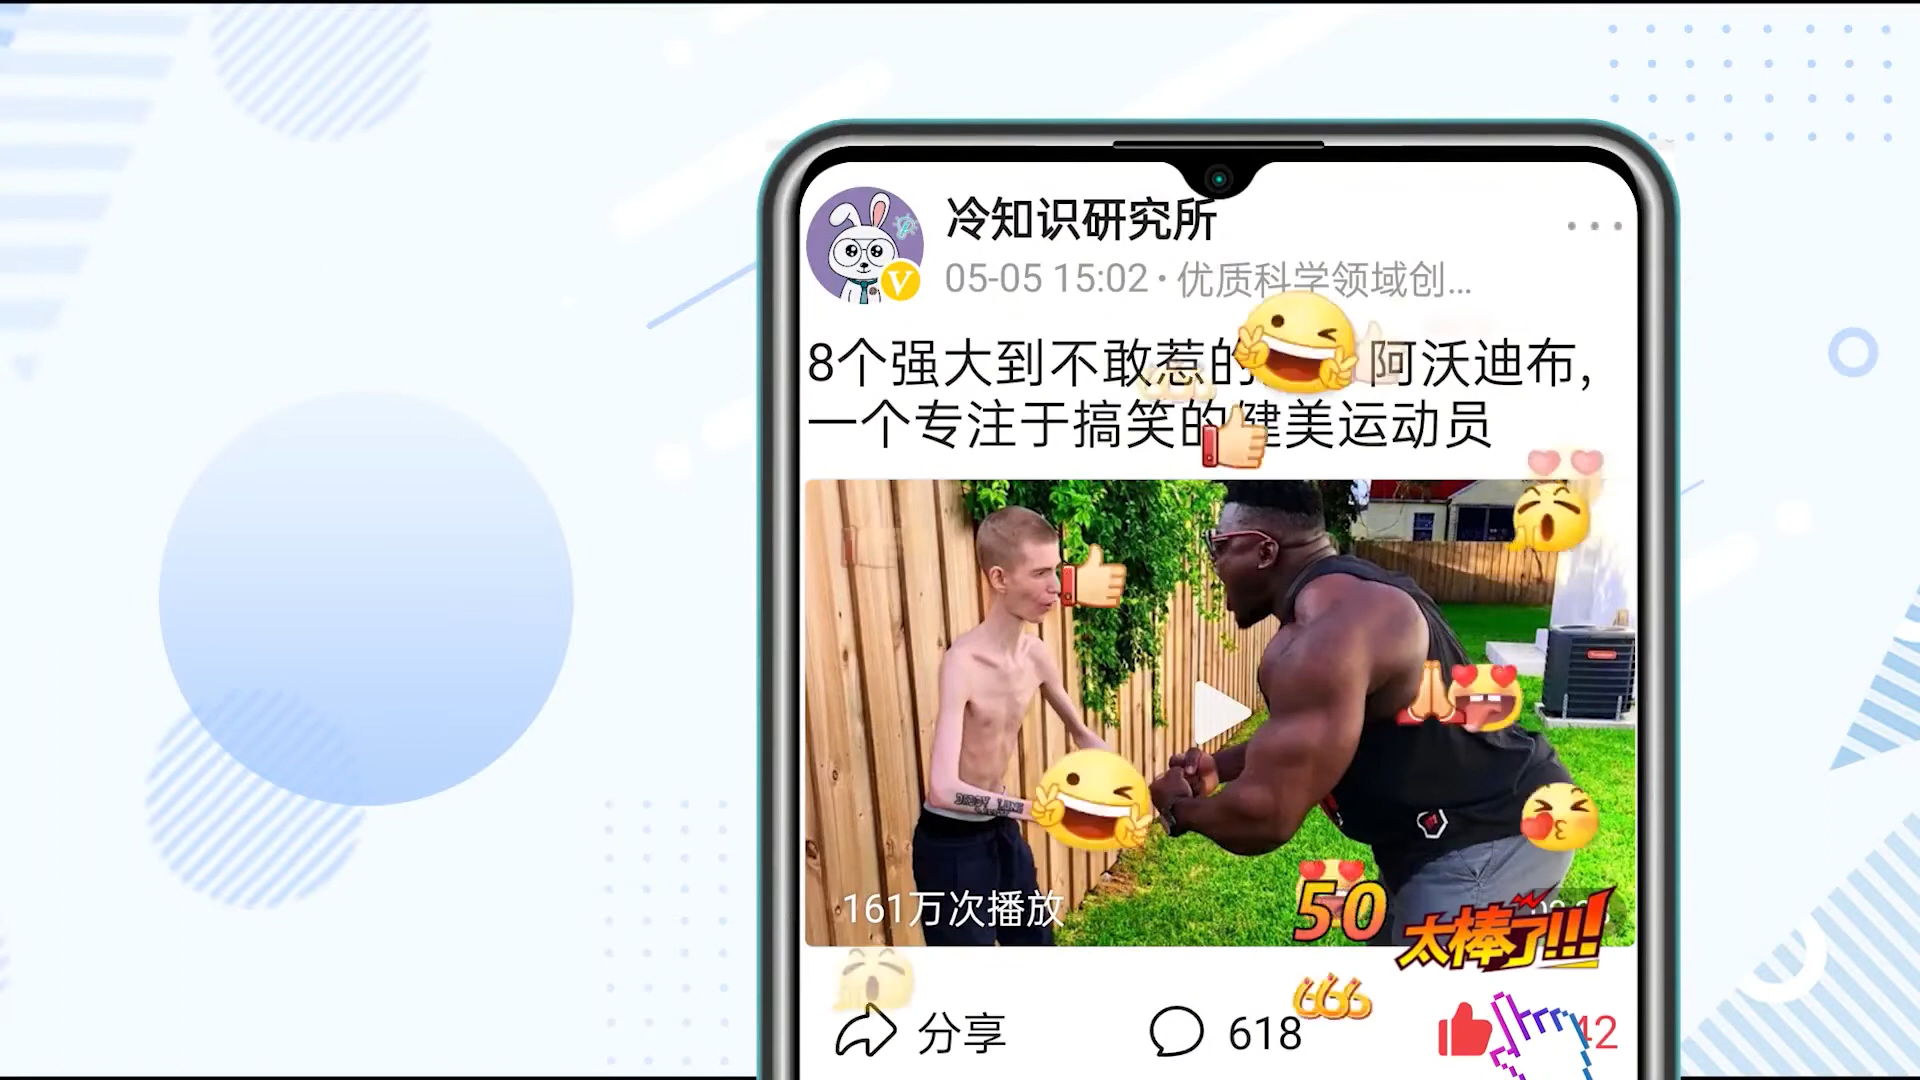 冷知识研究所
05-05 15:02·优质科学领域创...
8个强大到不敢惹的 阿沃迪布,
一个专注于搞笑的健美运动员
161万次播放
50
太棒了!!!
666
分享
618
42